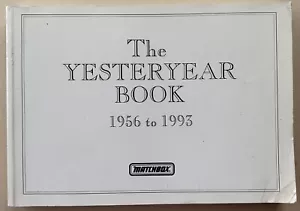 The
YESTERYEAR
BOOK
1956 to 1993
MATCHBOX